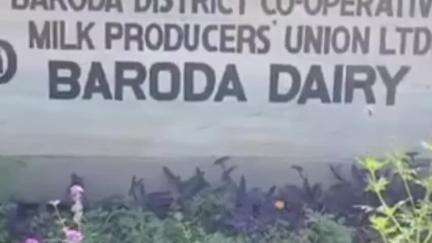 BARODA DISTRICT CO-OPERATIV
MILK PRODUCERS' UNION LTD
BARODA DAIRY